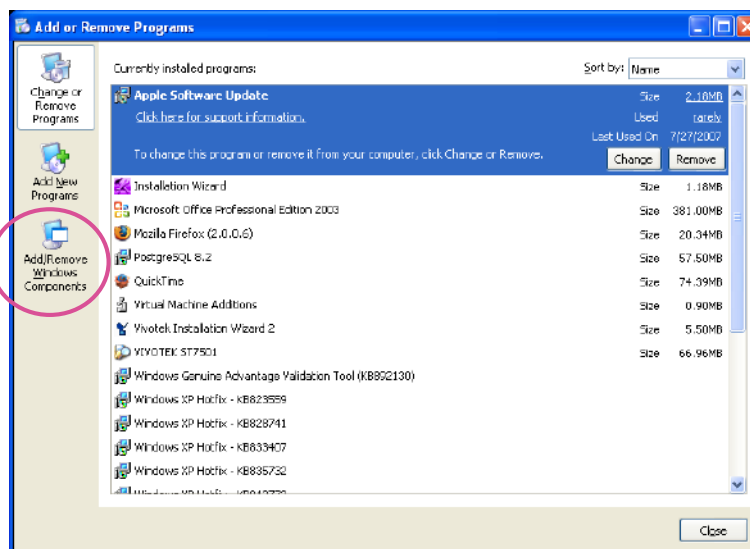 Add or Remove Programs
Change or
Remove
Programs
Add New
Programs
Add/Remove
Windows
Components
Currently installed programs:
Sort by: Name
Apple Software Update Size 2.18MB
Click here for support information. Used rarely
Last Used On 7/27/2007
To change this program or remove it from your computer, click Change or Remove. Change Remove
Installation Wizard Size 1.18MB
Microsoft Office Professional Edition 2003 Size 381.00MB
Mozilla Firefox (2.0.0.6) Size 20.34MB
PostgreSQL 8.2 Size 57.50MB
QuickTime Size 74.39MB
Virtual Machine Additions Size 0.90MB
Vivotek Installation Wizard 2 Size 5.50MB
VIVOTEK ST7501 Size 66.96MB
Windows Genuine Advantage Validation Tool (KB892130)
Windows XP Hotfix - KB823559
Windows XP Hotfix - KB828741
Windows XP Hotfix - KB833407
Windows XP Hotfix - KB835732
Windows XP Hotfix
Close